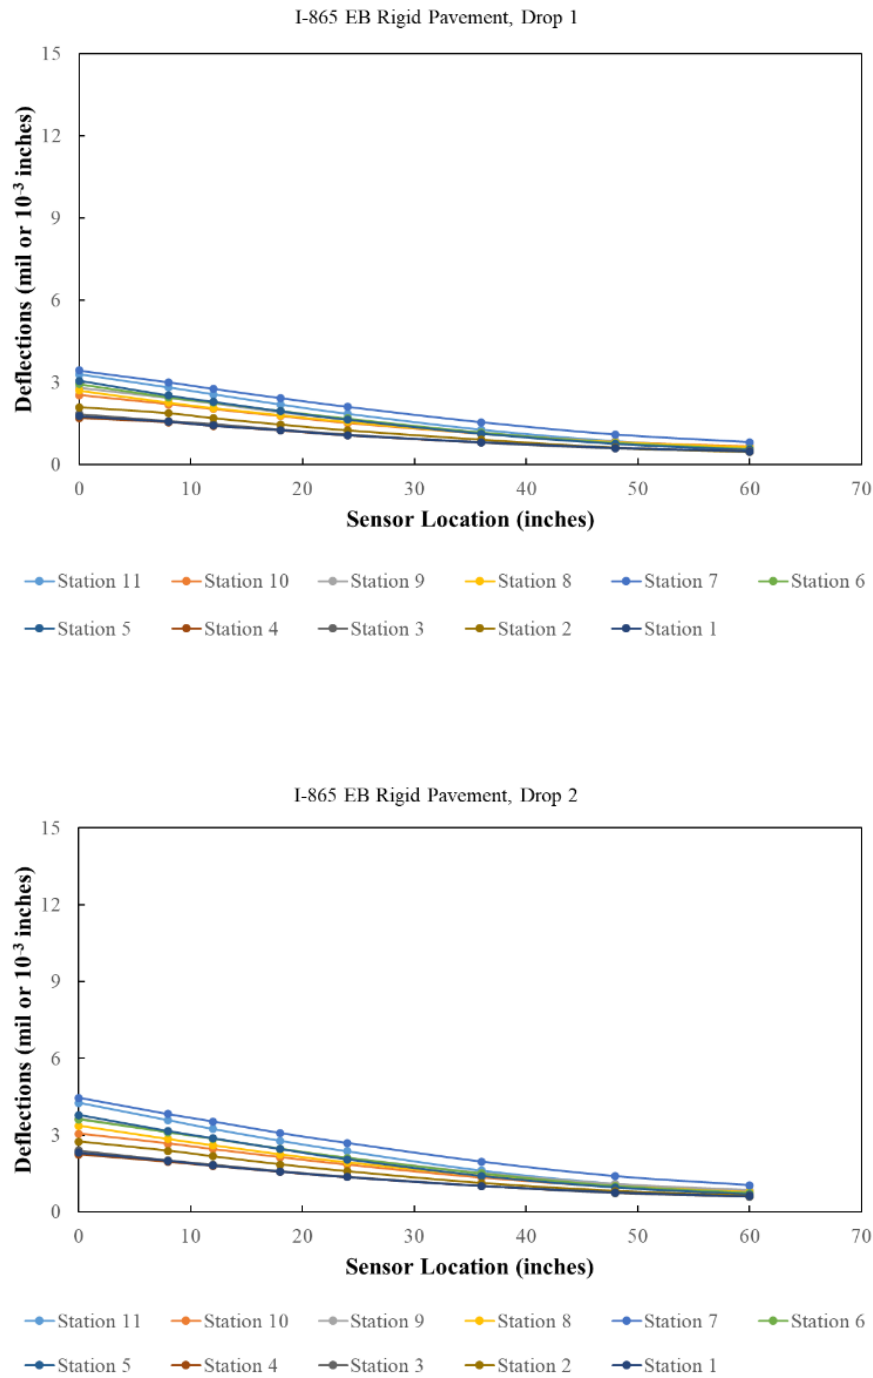 I-865 EB Rigid Pavement, Drop 1
15
12
9
6
3
0
Deflections (mil or 10⁻³ inches)
0 10 20 30 40 50 60 70
Sensor Location (inches)
Station 11 Station 10 Station 9 Station 8 Station 7 Station 6
Station 5 Station 4 Station 3 Station 2 Station 1
I-865 EB Rigid Pavement, Drop 2
15
12
9
6
3
0
Deflections (mil or 10⁻³ inches)
0 10 20 30 40 50 60 70
Sensor Location (inches)
Station 11 Station 10 Station 9 Station 8 Station 7 Station 6
Station 5 Station 4 Station 3 Station 2 Station 1